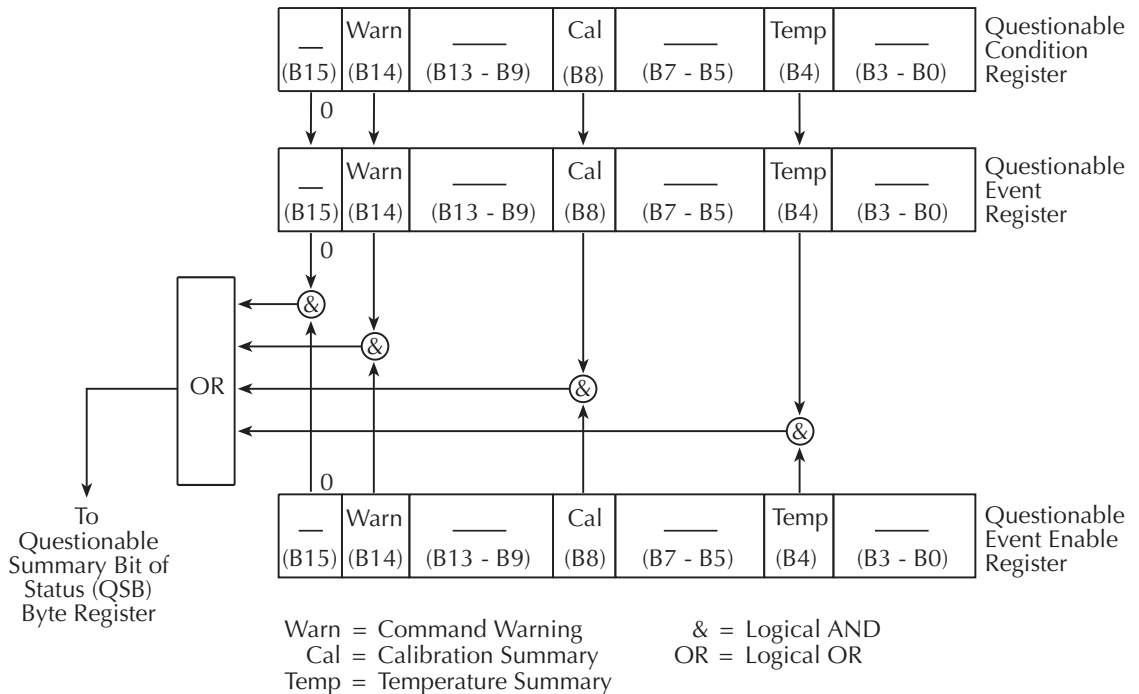 Warn Cal Temp
(B15) (B14) (B13 - B9) (B8) (B7 - B5) (B4) (B3 - B0)
Questionable
Condition
Register
0
Warn Cal Temp
(B15) (B14) (B13 - B9) (B8) (B7 - B5) (B4) (B3 - B0)
Questionable
Event
Register
0
&
&
&
&
OR
0
To
Questionable
Summary Bit of
Status (QSB)
Byte Register
Warn Cal Temp
(B15) (B14) (B13 - B9) (B8) (B7 - B5) (B4) (B3 - B0)
Questionable
Event Enable
Register
Warn = Command Warning
Cal = Calibration Summary
Temp = Temperature Summary
& = Logical AND
OR = Logical OR